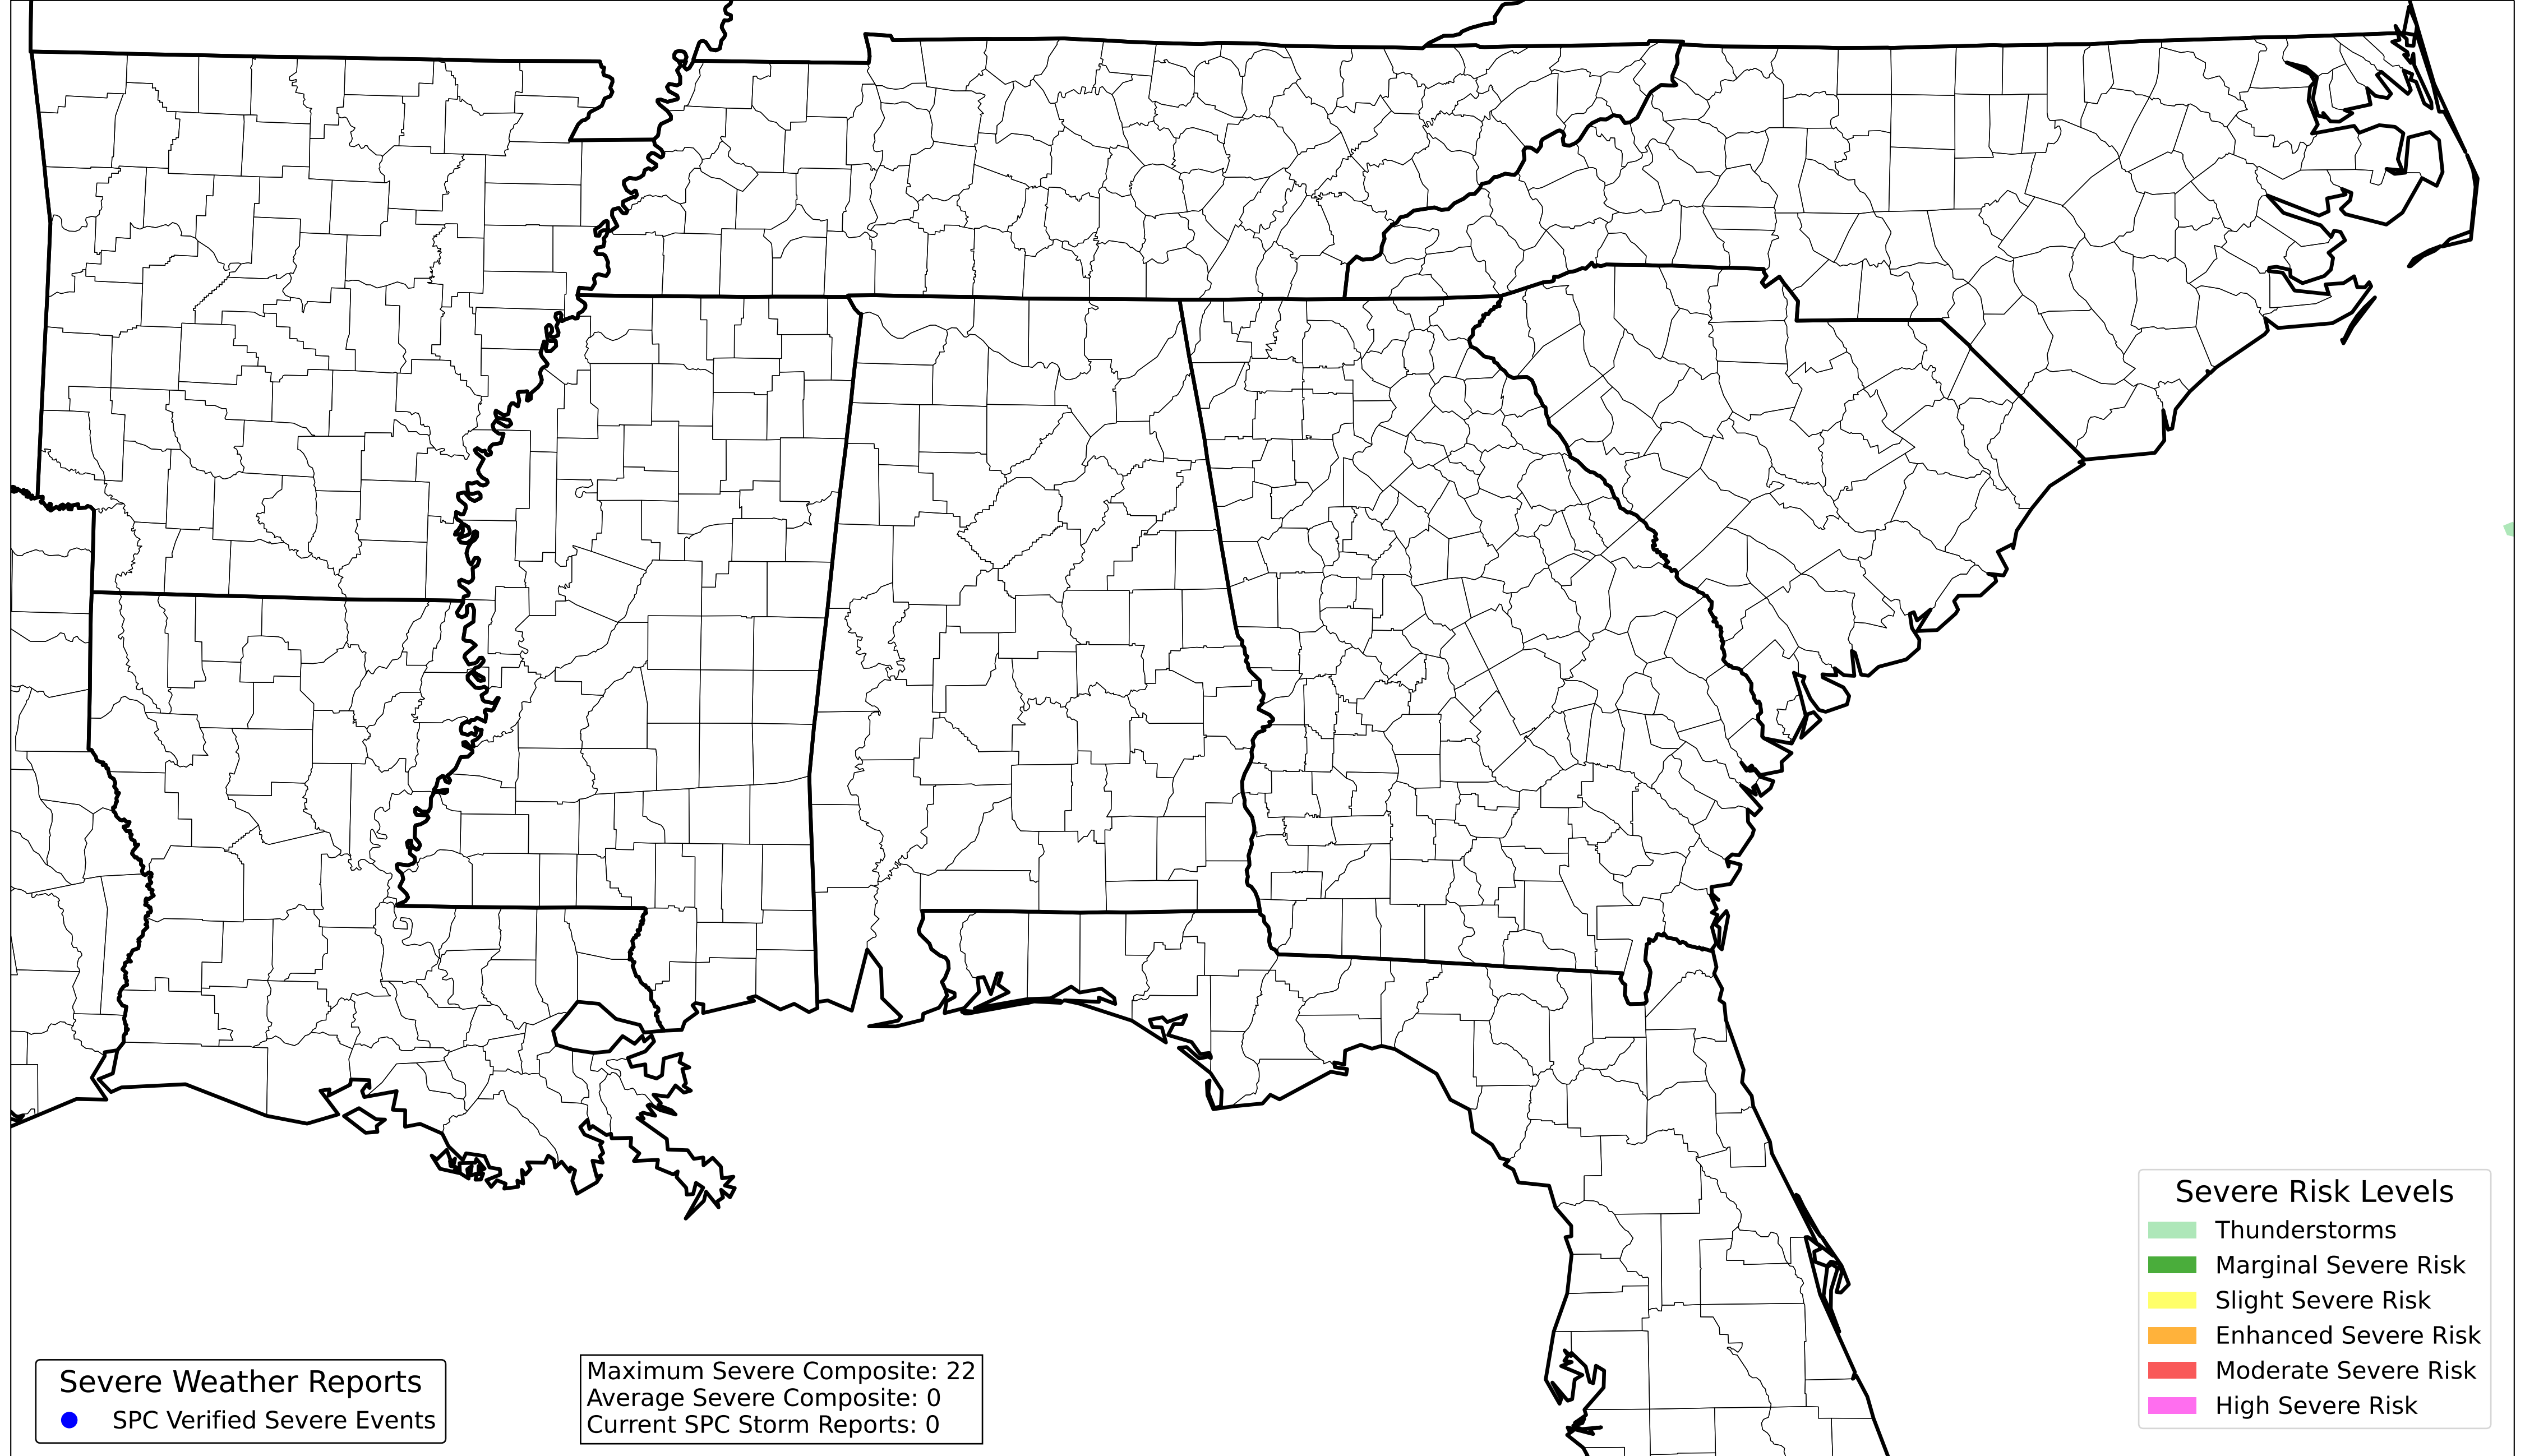 Severe Weather Reports
SPC Verified Severe Events
Maximum Severe Composite: 22
Average Severe Composite: 0
Current SPC Storm Reports: 0
Severe Risk Levels
Thunderstorms
Marginal Severe Risk
Slight Severe Risk
Enhanced Severe Risk
Moderate Severe Risk
High Severe Risk